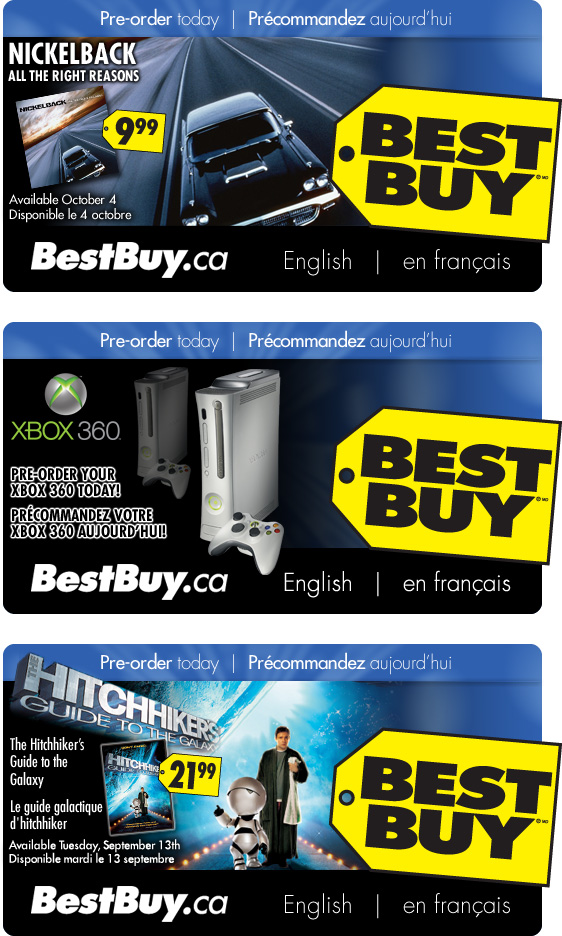 Pre-order today | Précommandez aujourd'hui
NICKELBACK
ALL THE RIGHT REASONS
NICKELBACK
9.99
Available October 4
Disponible le 4 octobre
BEST
BUY
BestBuy.ca
English | en français
Pre-order today | Précommandez aujourd'hui
XBOX 360
PRE-ORDER YOUR
XBOX 360 TODAY!
PRÉCOMMANDEZ VOTRE
XBOX 360 AUJOURD'HUI!
BEST
BUY
BestBuy.ca
English | en français
Pre-order today | Précommandez aujourd'hui
THE
HITCHHIKER'S
GUIDE TO THE GALAXY
The Hitchhiker's
Guide to the
Galaxy
HITCHHIKER'S
21.99
Le guide galactique
d'hitchhiker
Available Tuesday, September 13th
Disponible mardi le 13 septembre
BEST
BUY
BestBuy.ca
English | en français